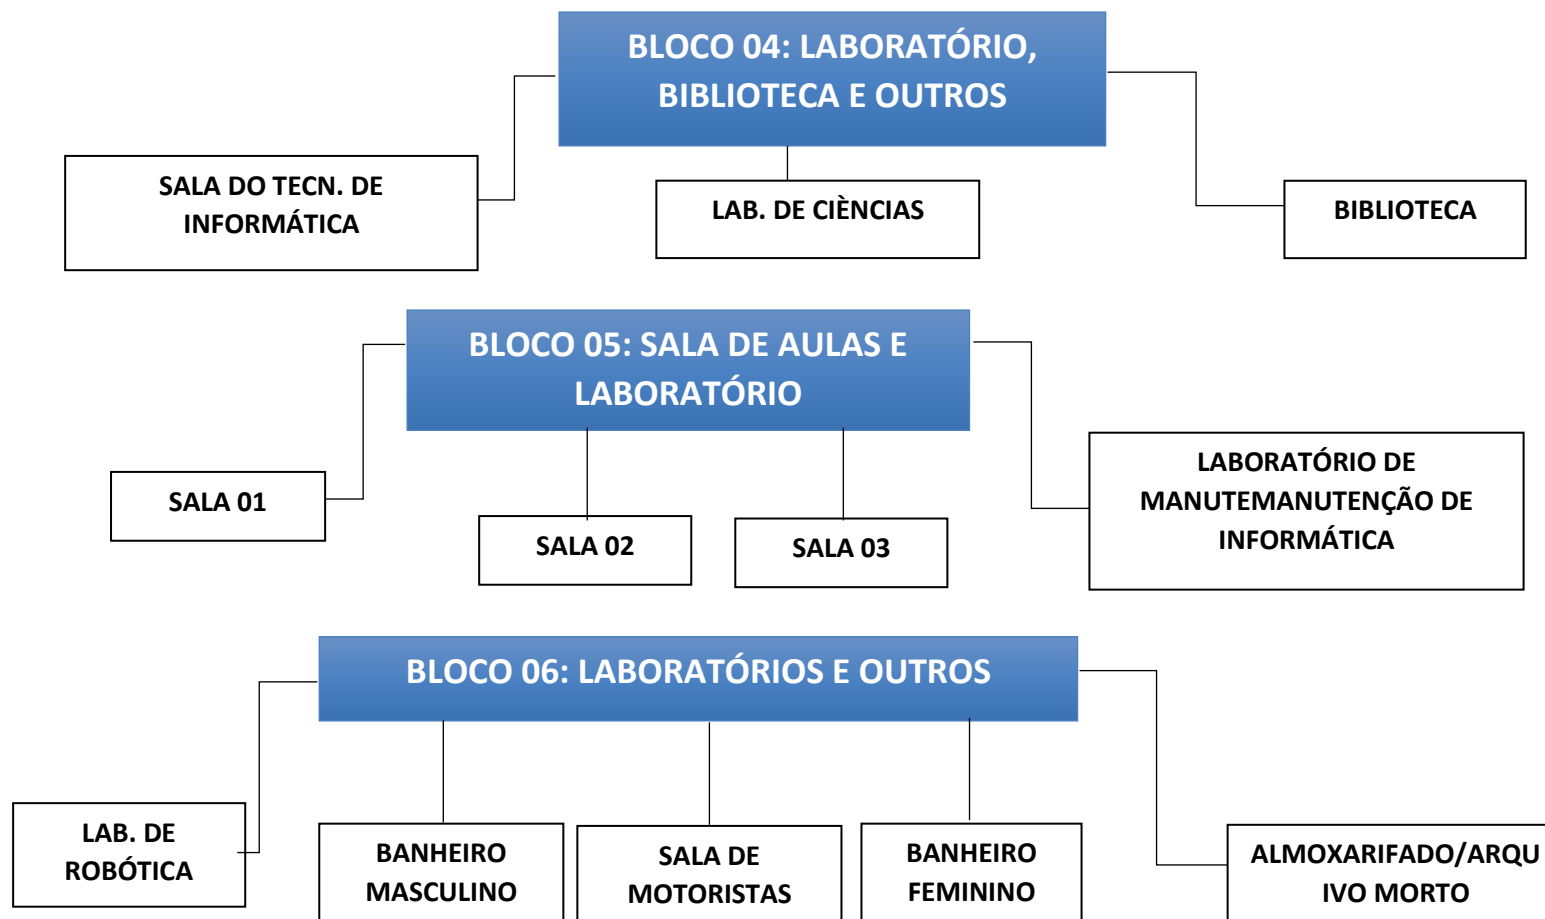 BLOCO 04: LABORATÓRIO,
BIBLIOTECA E OUTROS
SALA DO TECN. DE
INFORMÁTICA
LAB. DE CIÈNCIAS
BIBLIOTECA
BLOCO 05: SALA DE AULAS E
LABORATÓRIO
SALA 01
SALA 02
SALA 03
LABORATÓRIO DE
MANUTEMANUTENÇÃO DE
INFORMÁTICA
BLOCO 06: LABORATÓRIOS E OUTROS
LAB. DE
ROBÓTICA
BANHEIRO
MASCULINO
SALA DE
MOTORISTAS
BANHEIRO
FEMININO
ALMOXARIFADO/ARQU
IVO MORTO